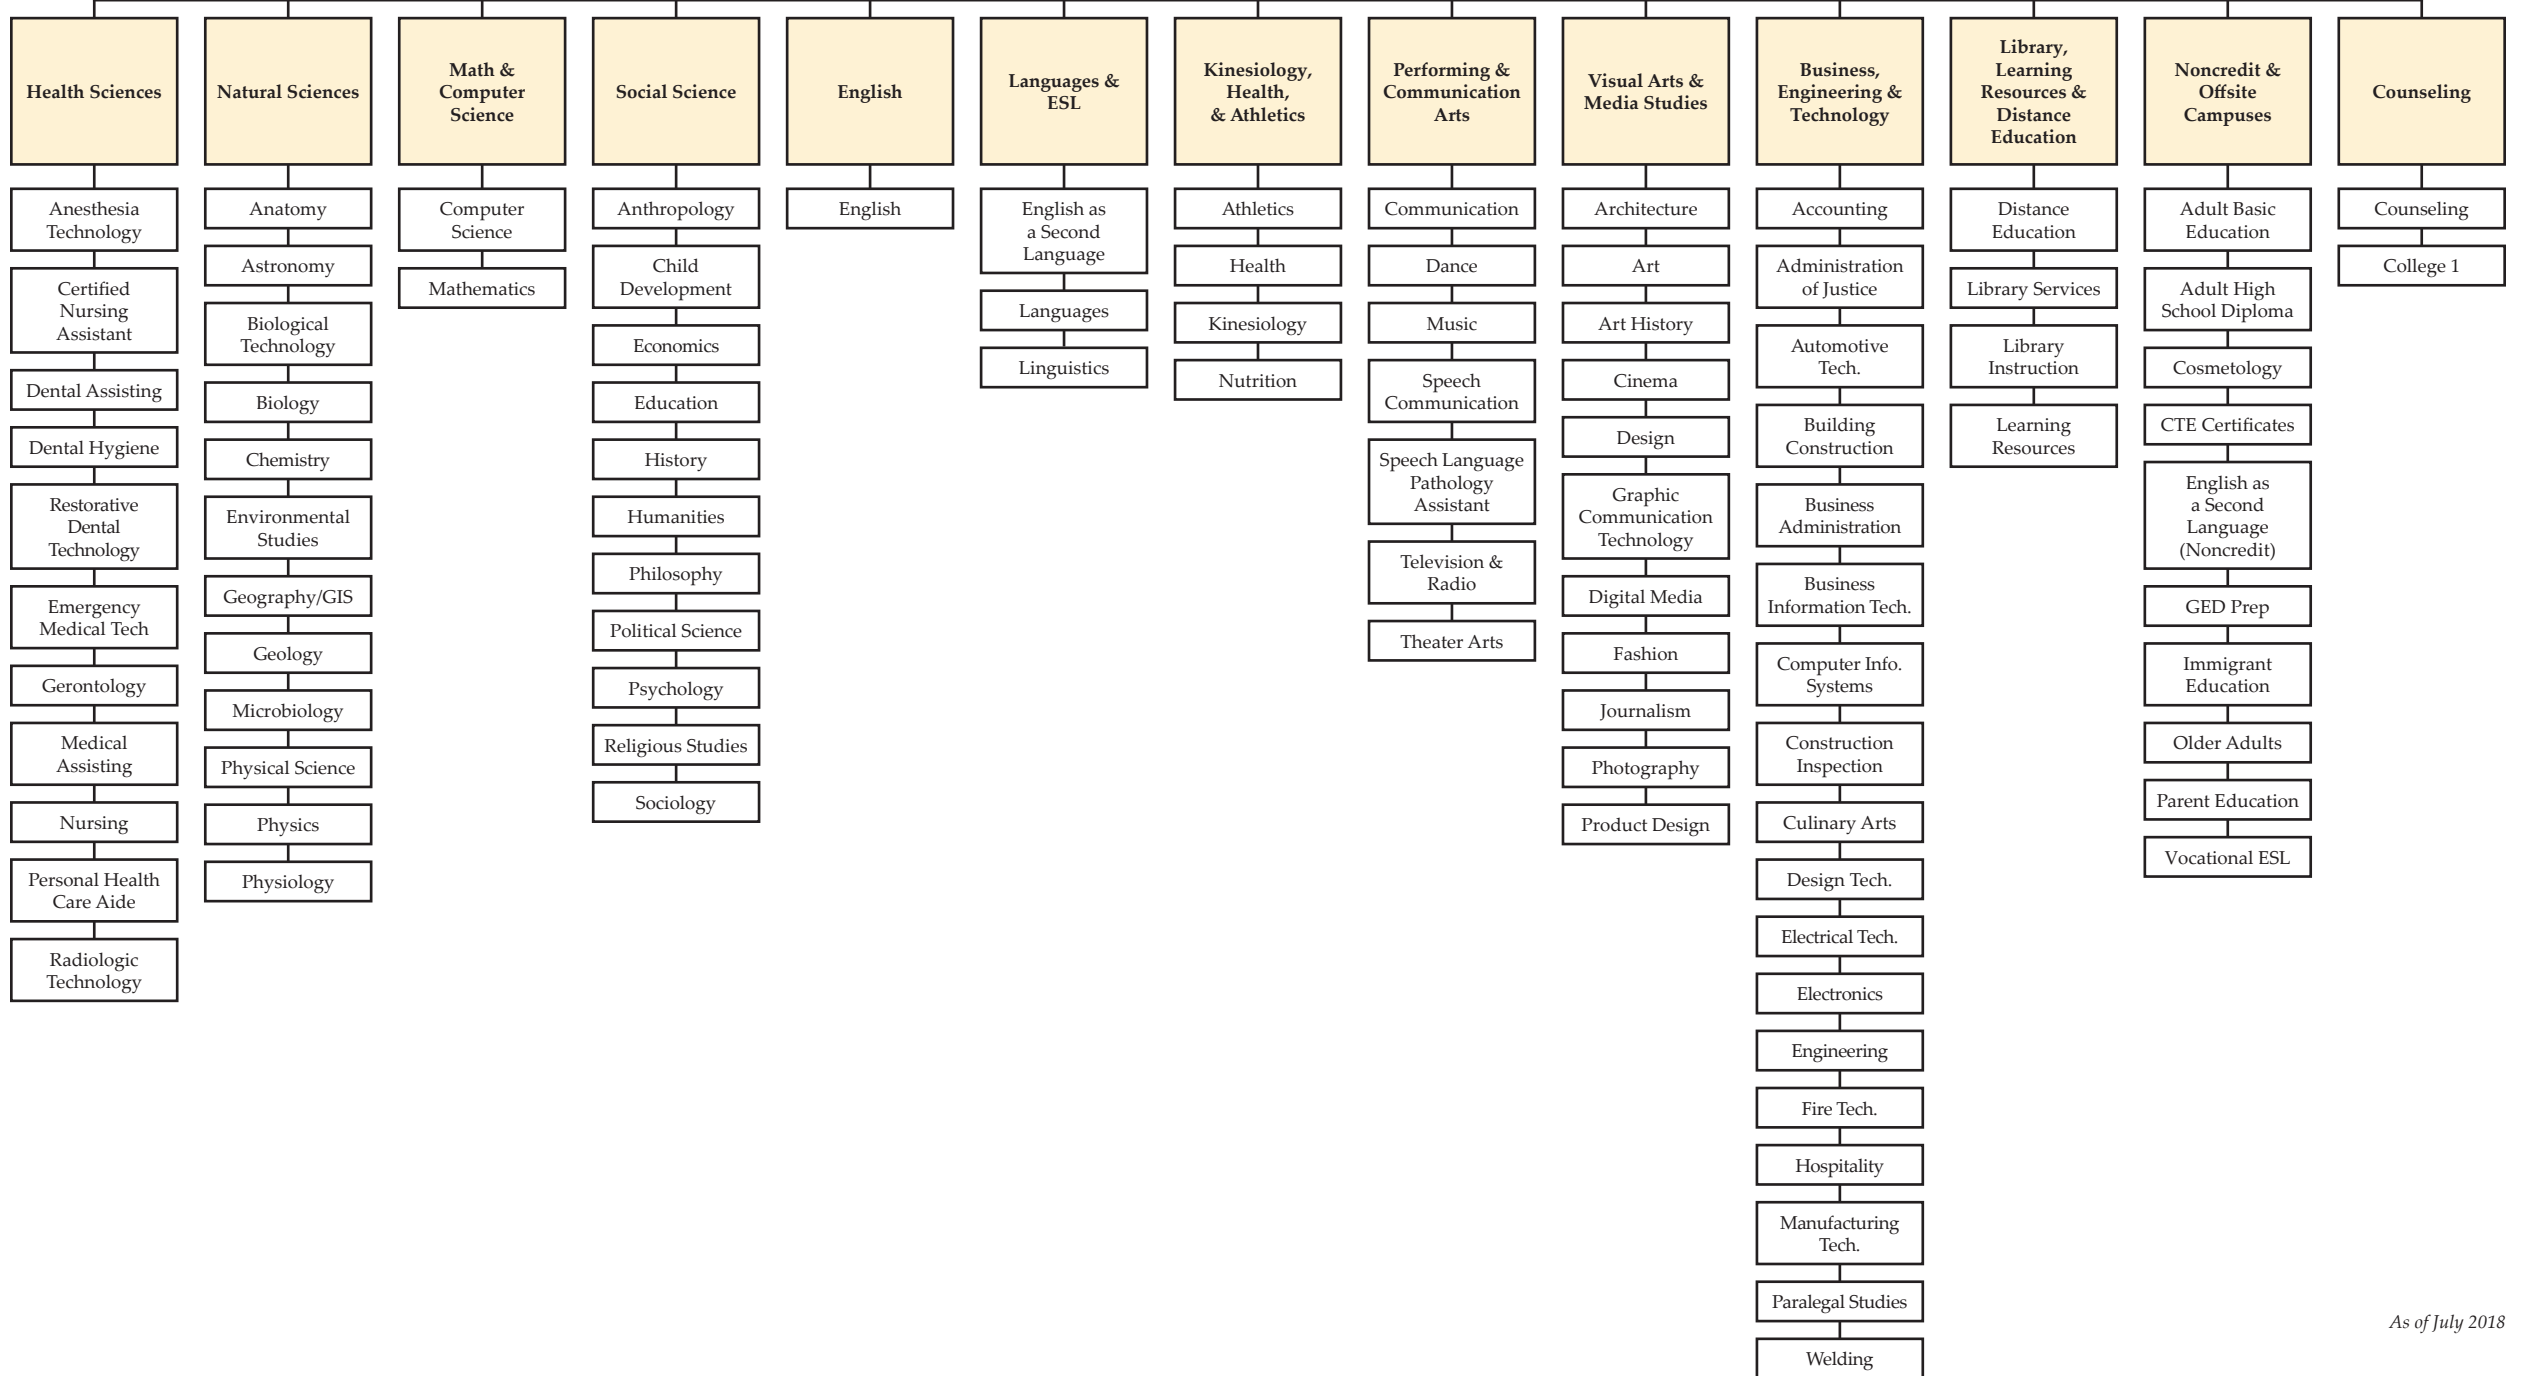 Health Sciences
Anesthesia
Technology
Certified
Nursing
Assistant
Dental Assisting
Dental Hygiene
Restorative
Dental
Technology
Emergency
Medical Tech
Gerontology
Medical
Assisting
Nursing
Personal Health
Care Aide
Radiologic
Technology
Natural Sciences
Anatomy
Astronomy
Biological
Technology
Biology
Chemistry
Environmental
Studies
Geography/GIS
Geology
Microbiology
Physical Science
Physics
Physiology
Math &
Computer
Science
Computer
Science
Mathematics
Social Science
Anthropology
Child
Development
Economics
Education
History
Humanities
Philosophy
Political Science
Psychology
Religious Studies
Sociology
English
English
Languages &
ESL
English as
a Second
Language
Languages
Linguistics
Kinesiology,
Health,
& Athletics
Athletics
Health
Kinesiology
Nutrition
Performing &
Communication
Arts
Communication
Dance
Music
Speech
Communication
Speech Language
Pathology
Assistant
Television &
Radio
Theater Arts
Visual Arts &
Media Studies
Architecture
Art
Art History
Cinema
Design
Graphic
Communication
Technology
Digital Media
Fashion
Journalism
Photography
Product Design
Business,
Engineering &
Technology
Accounting
Administration
of Justice
Automotive
Tech.
Building
Construction
Business
Administration
Business
Information Tech.
Computer Info.
Systems
Construction
Inspection
Culinary Arts
Design Tech.
Electrical Tech.
Electronics
Engineering
Fire Tech.
Hospitality
Manufacturing
Tech.
Paralegal Studies
Welding
Library,
Learning
Resources &
Distance
Education
Distance
Education
Library Services
Library
Instruction
Learning
Resources
Noncredit &
Offsite
Campuses
Adult Basic
Education
Adult High
School Diploma
Cosmetology
CTE Certificates
English as
a Second
Language
(Noncredit)
GED Prep
Immigrant
Education
Older Adults
Parent Education
Vocational ESL
Counseling
Counseling
College 1
As of July 2018